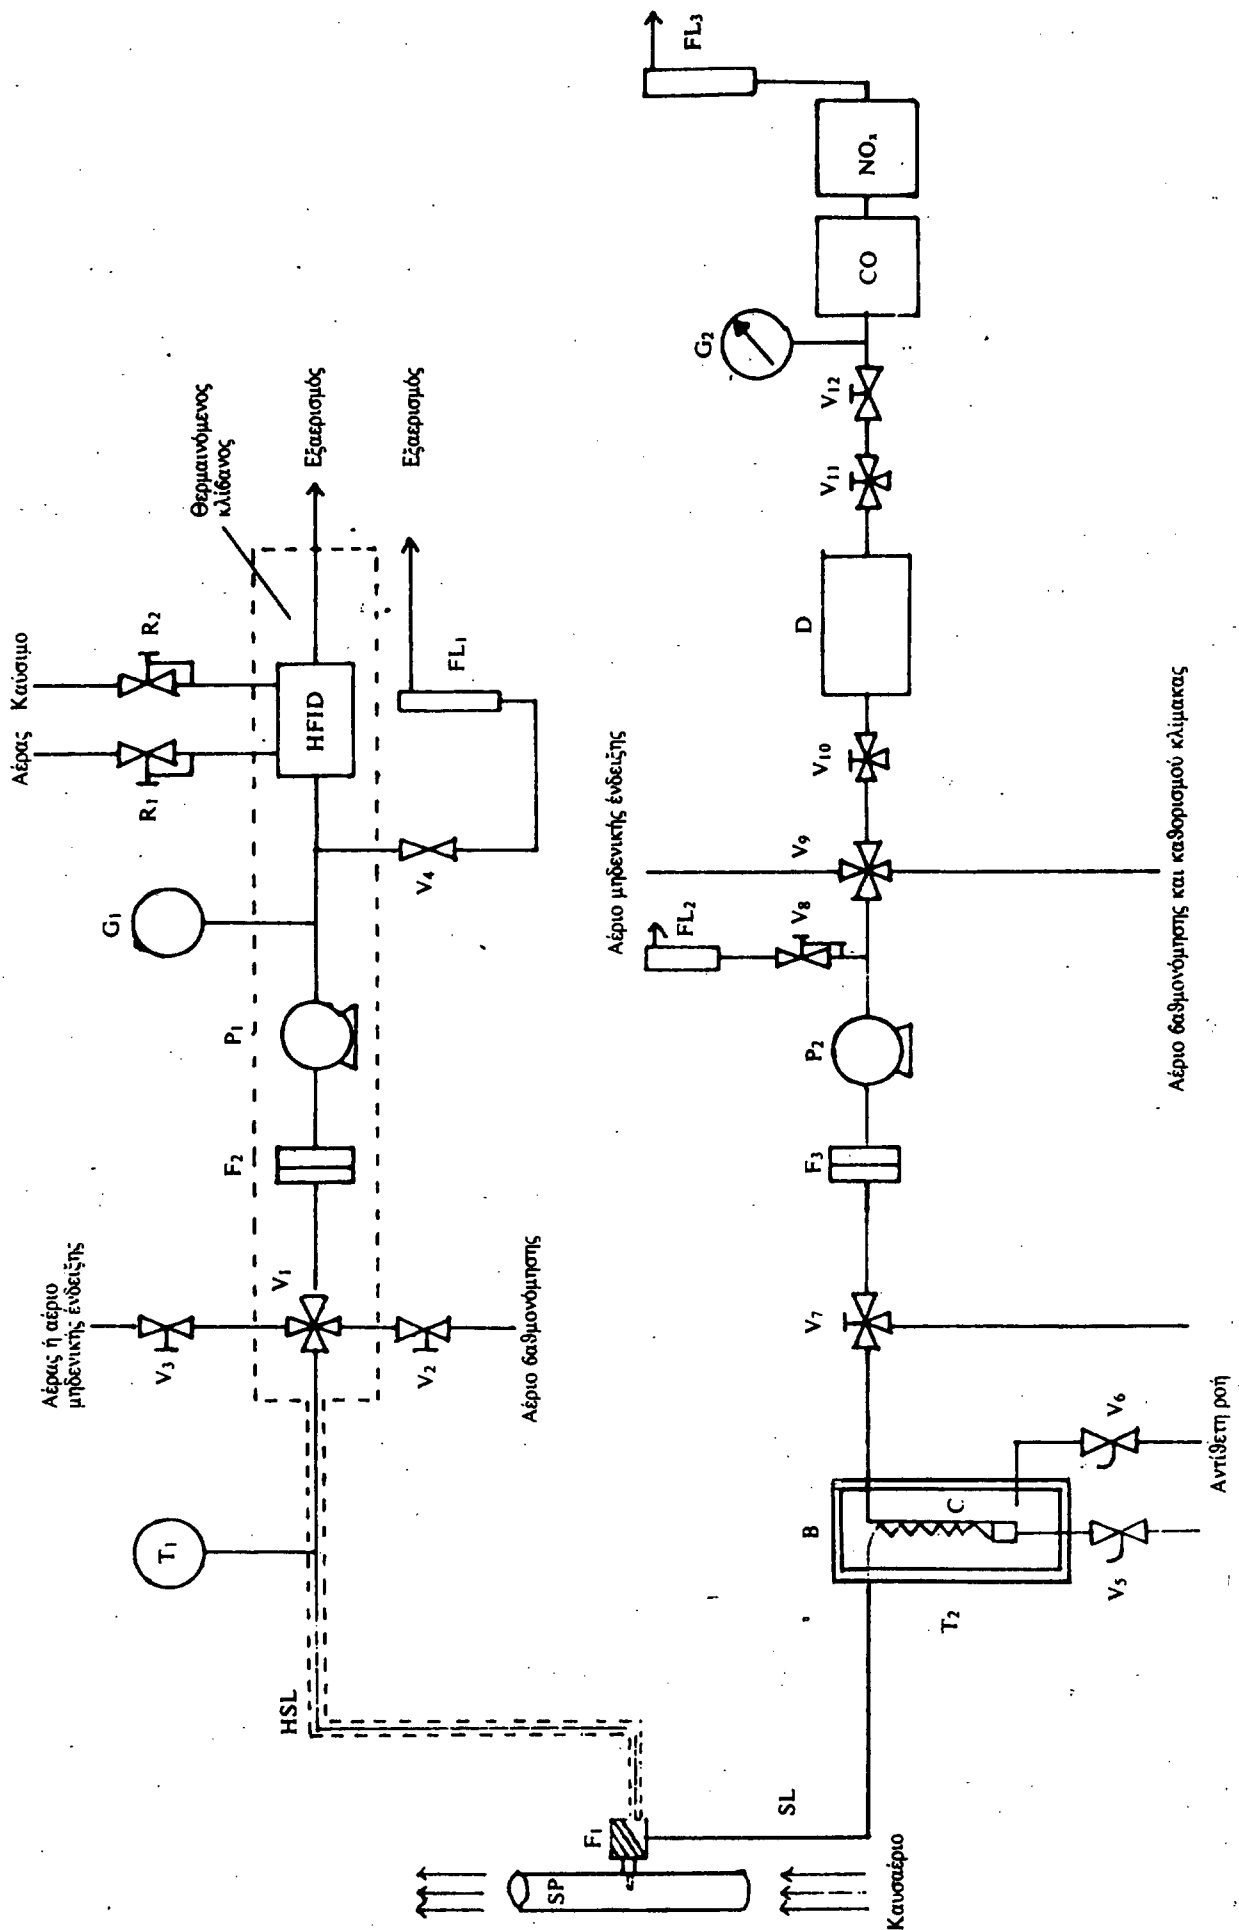 Αέρας Καύσιμο
R1
R2
Θερμαινόμενος
κλίβανος
Εξαερισμός
Εξαερισμός
HFID
G1
V4
FL1
P1
F2
Αέρας ή αέριο
μηδενικής ένδειξης
V3
V1
V2
Αέριο βαθμονόμησης
T1
HSL
F1
SP
SL
Καυσαέριο
B
C
T2
V5
V6
Αντίθετη ροή
V7
F3
P2
FL2
V8
Αέριο μηδενικής ένδειξης
V9
Αέριο βαθμονόμησης και καθορισμού κλίμακας
V10
D
V11
V12
G2
CO
NOx
FL3